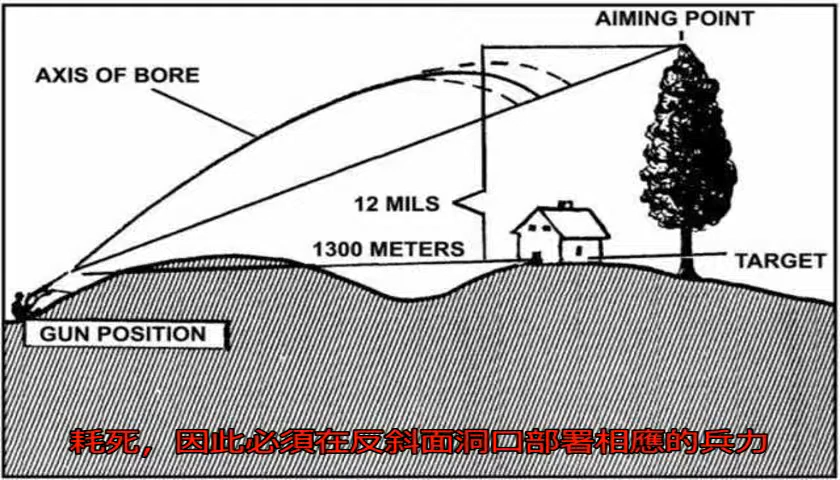 AIMING POINT
AXIS OF BORE
12 MILS
1300 METERS
TARGET
GUN POSITION
耗死，因此必須在反斜面洞口部署相應的兵力